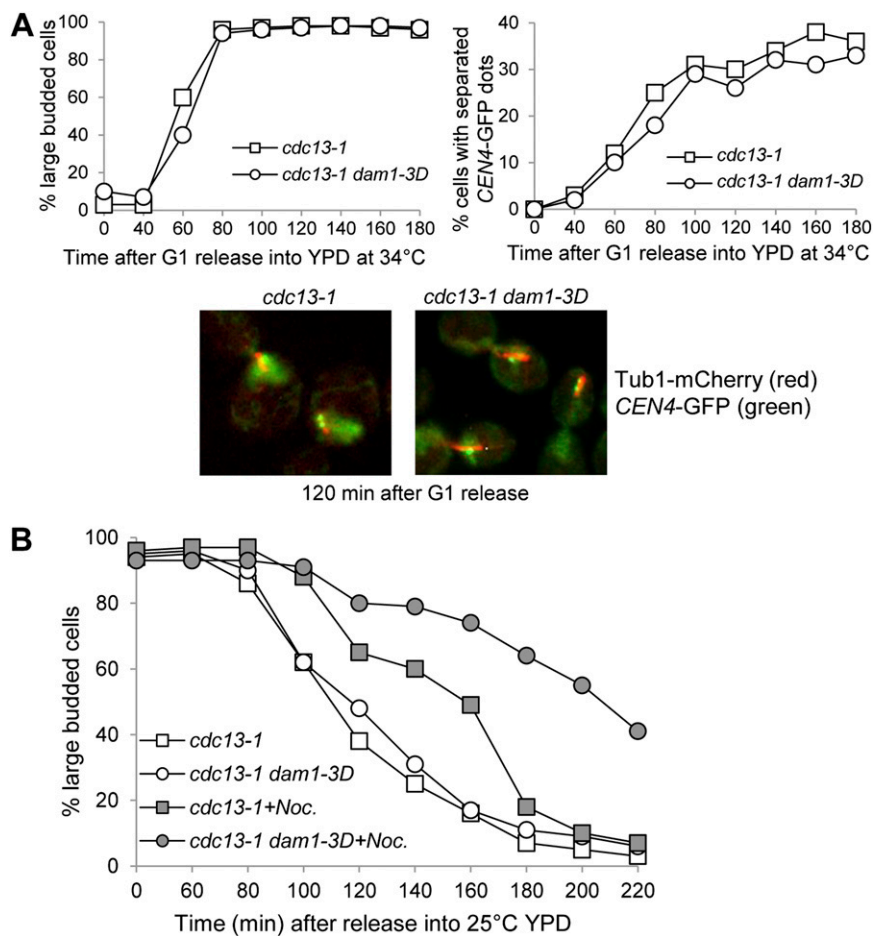 A
% large budded cells
100
80
60
40
20
0
cdc13-1
cdc13-1 dam1-3D
0 40 60 80 100 120 140 160 180
Time after G1 release into YPD at 34°C
% cells with separated
CEN4-GFP dots
40
30
20
10
0
cdc13-1
cdc13-1 dam1-3D
0 40 60 80 100 120 140 160 180
Time after G1 release into YPD at 34°C
cdc13-1
cdc13-1 dam1-3D
Tub1-mCherry (red)
CEN4-GFP (green)
120 min after G1 release
B
% large budded cells
100
80
60
40
20
0
cdc13-1
cdc13-1 dam1-3D
cdc13-1+Noc.
cdc13-1 dam1-3D+Noc.
0 60 80 100 120 140 160 180 200 220
Time (min) after release into 25°C YPD